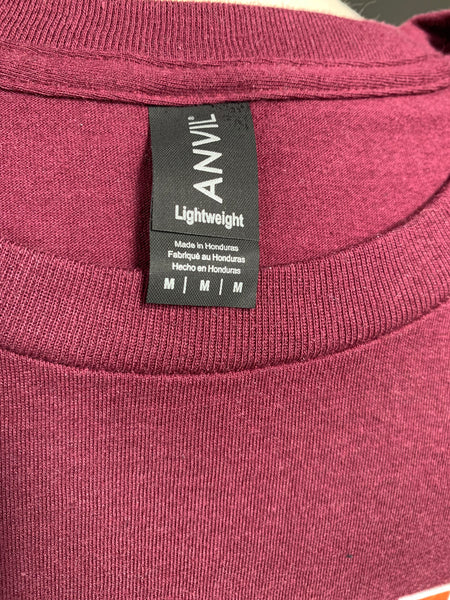 ANVIL®
Lightweight
Made in Honduras
Fabriqué au Honduras
Hecho en Honduras
M | M | M